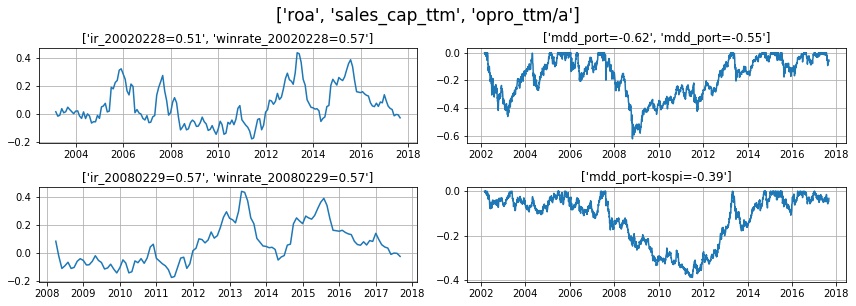 ['roa', 'sales_cap_ttm', 'opro_ttm/a']
['ir_20020228=0.51', 'winrate_20020228=0.57']
0.4
0.2
0.0
−0.2
2004 2006 2008 2010 2012 2014 2016 2018
['mdd_port=-0.62', 'mdd_port=-0.55']
0.0
−0.2
−0.4
−0.6
2002 2004 2006 2008 2010 2012 2014 2016 2018
['ir_20080229=0.57', 'winrate_20080229=0.57']
0.4
0.2
0.0
−0.2
2008 2009 2010 2011 2012 2013 2014 2015 2016 2017 2018
['mdd_port-kospi=-0.39']
0.0
−0.2
−0.4
2002 2004 2006 2008 2010 2012 2014 2016 2018